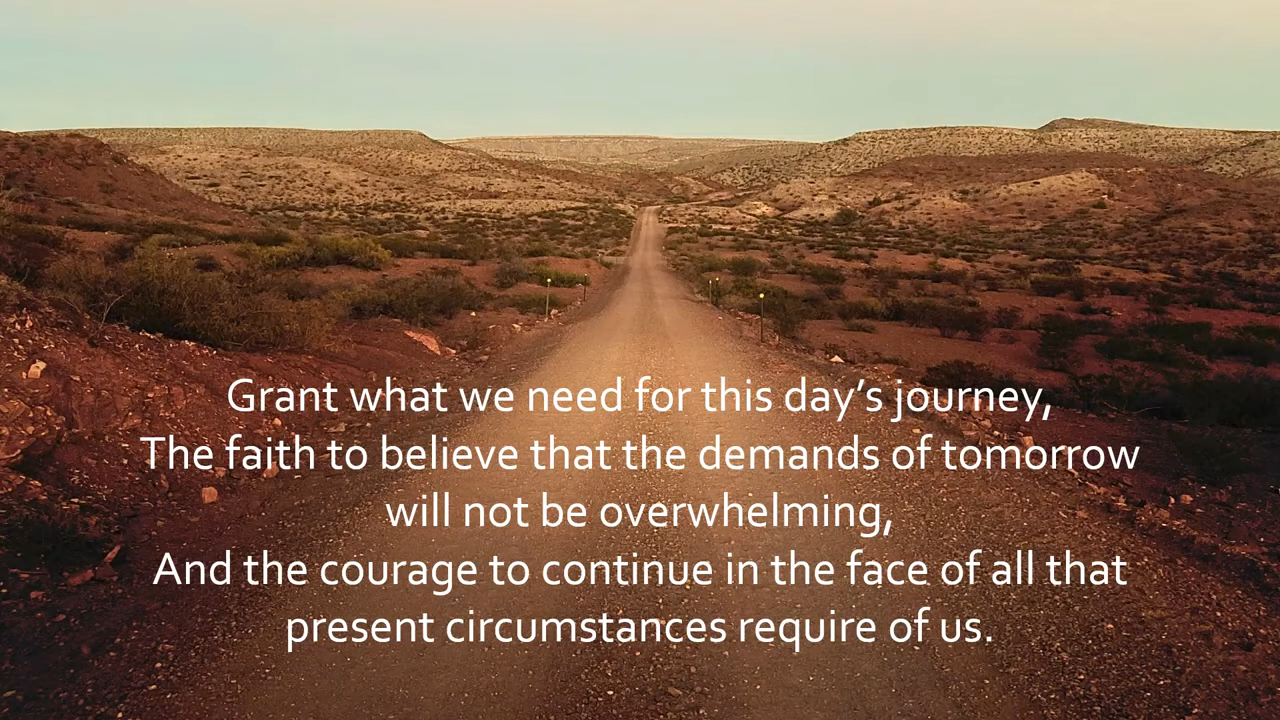 Grant what we need for this day’s journey,
The faith to believe that the demands of tomorrow
will not be overwhelming,
And the courage to continue in the face of all that
present circumstances require of us.